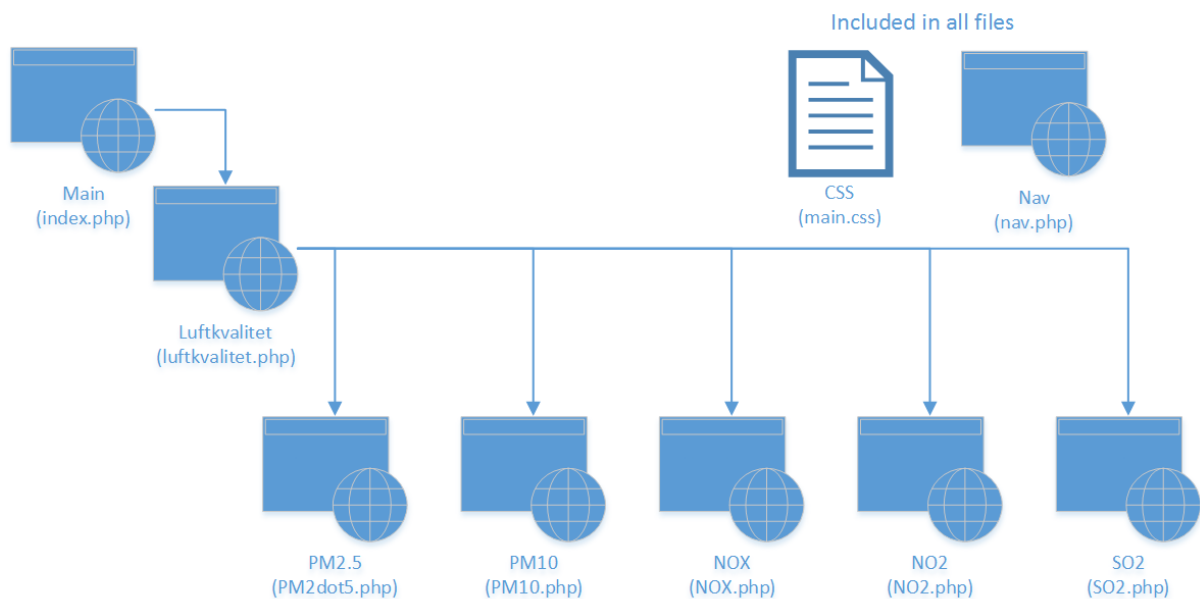 Included in all files
Main
(index.php)
CSS
(main.css)
Nav
(nav.php)
Luftkvalitet
(luftkvalitet.php)
PM2.5
(PM2dot5.php)
PM10
(PM10.php)
NOX
(NOX.php)
NO2
(NO2.php)
SO2
(SO2.php)